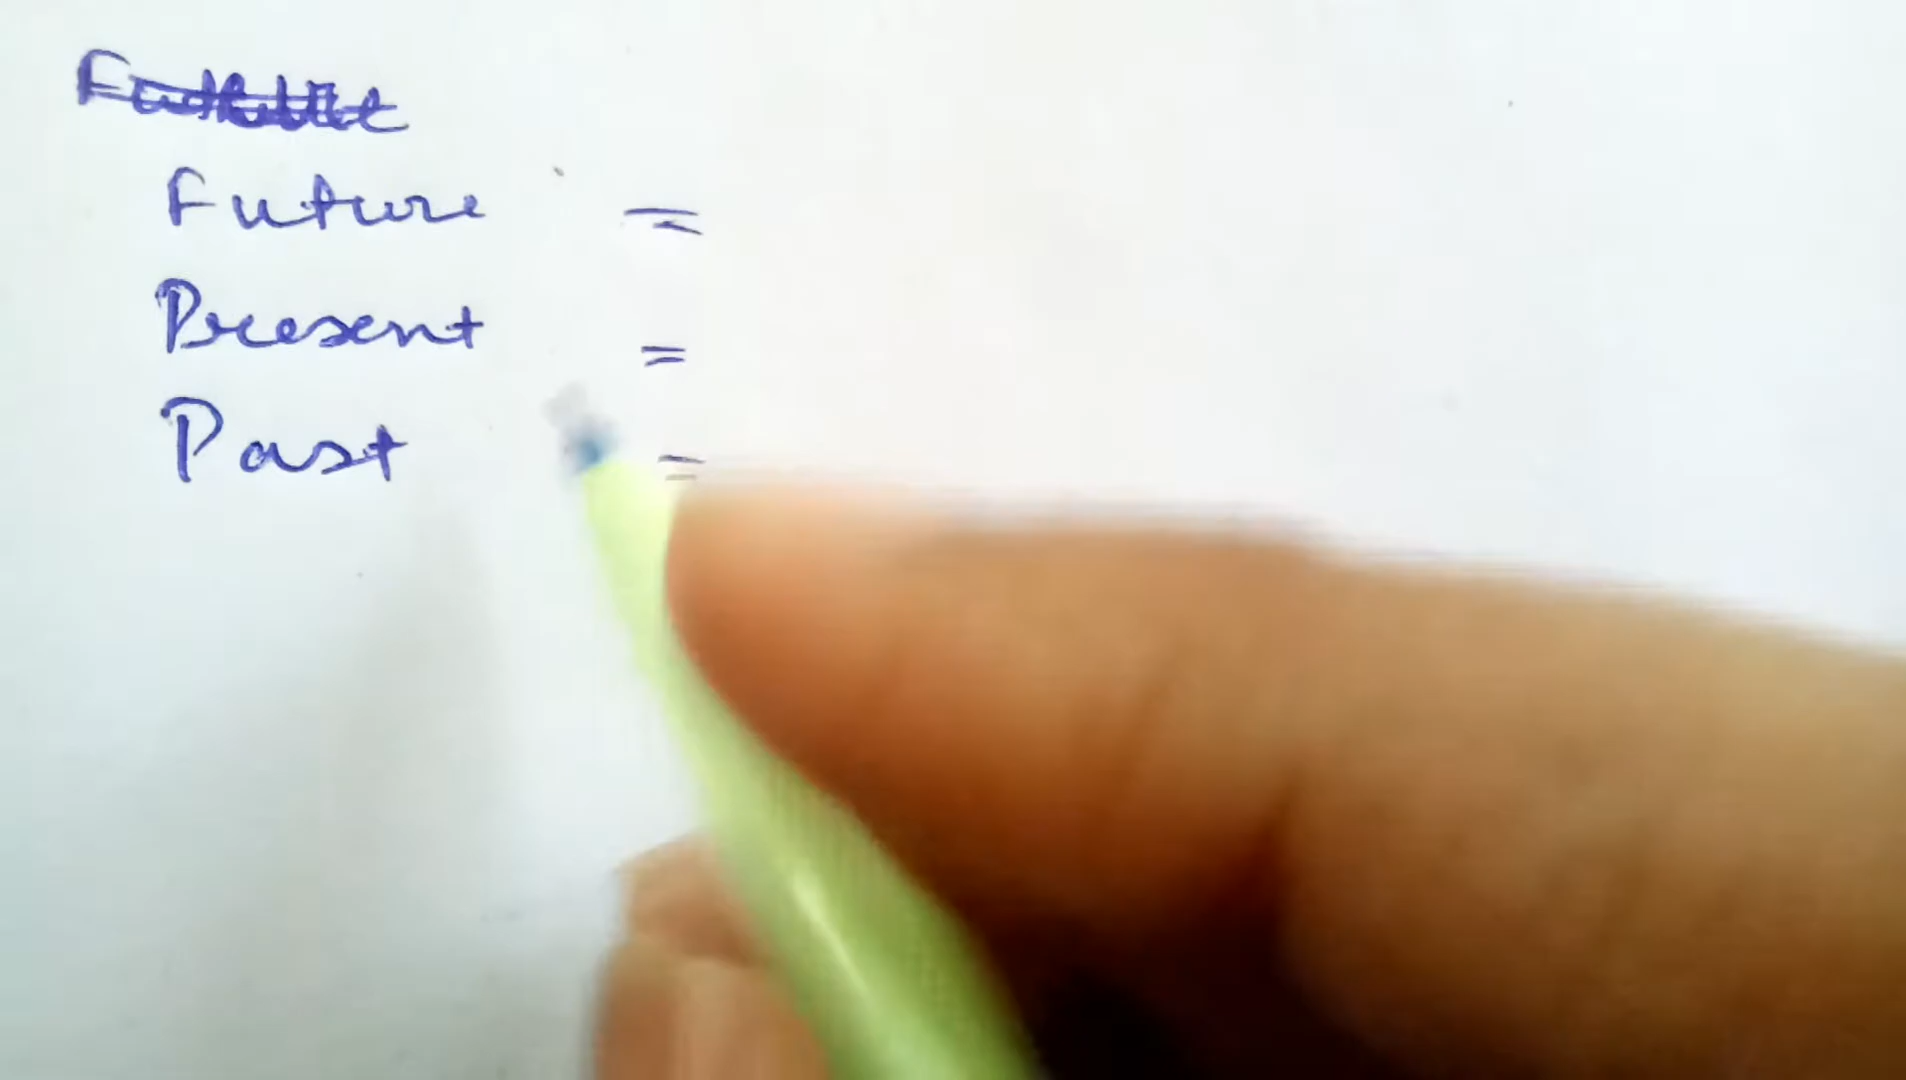 Future =
Present =
Past =